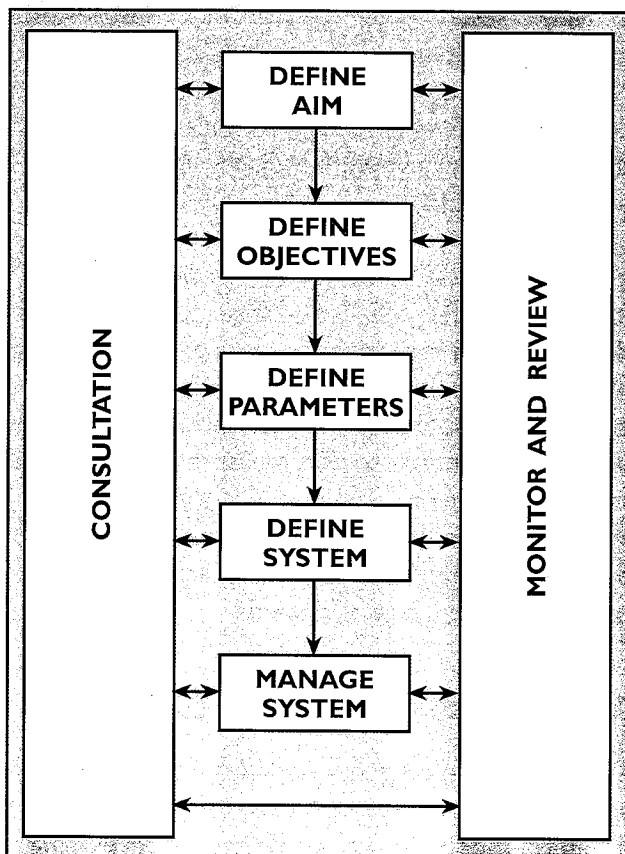 DEFINE
AIM
DEFINE
OBJECTIVES
DEFINE
PARAMETERS
DEFINE
SYSTEM
MANAGE
SYSTEM
CONSULTATION
MONITOR AND REVIEW